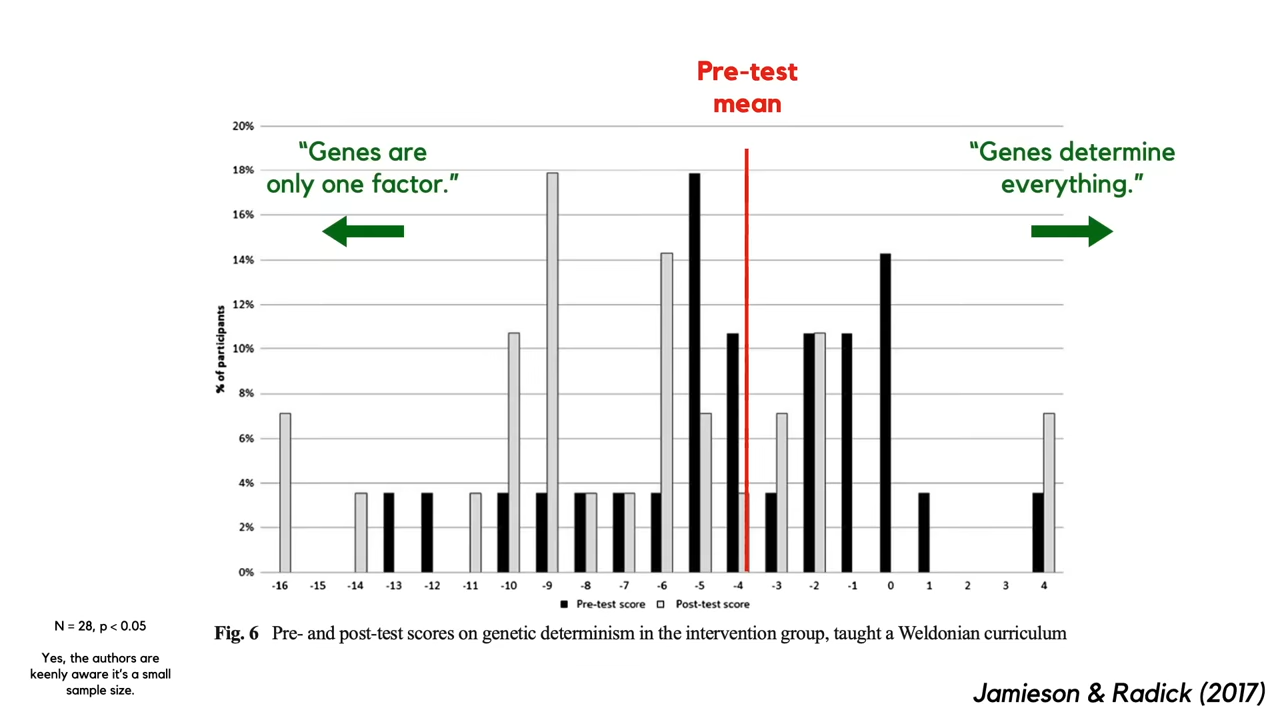 Pre-test
mean
“Genes are
only one factor.”
“Genes determine
everything.”
20%
18%
16%
14%
12%
10%
8%
6%
4%
2%
0%
% of participants
-16 -15 -14 -13 -12 -11 -10 -9 -8 -7 -6 -5 -4 -3 -2 -1 0 1 2 3 4
Pre-test score Post-test score
Fig. 6 Pre- and post-test scores on genetic determinism in the intervention group, taught a Weldonian curriculum
N = 28, p < 0.05
Yes, the authors are
keenly aware it’s a small
sample size.
Jamieson & Radick (2017)